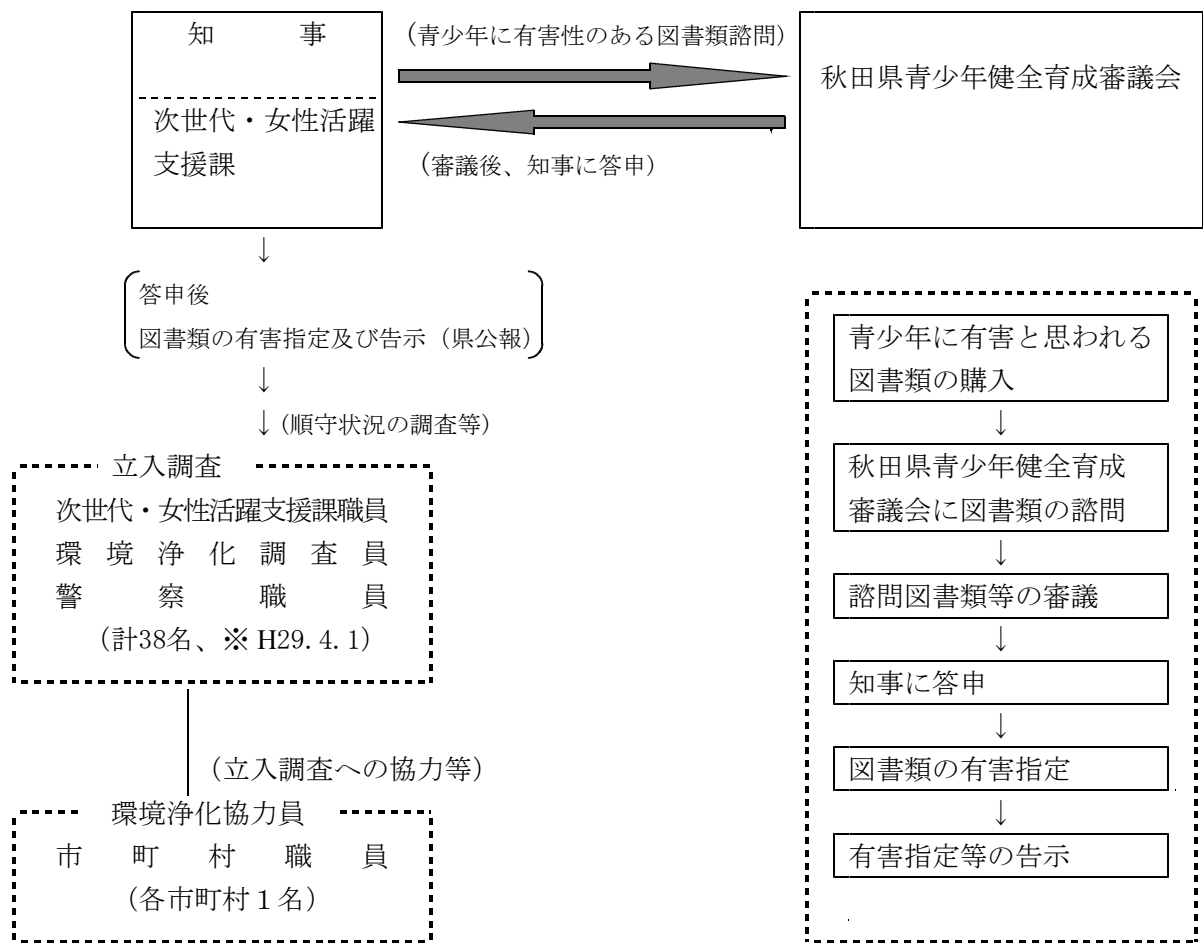 知　　　事
次世代・女性活躍
支援課
（青少年に有害性のある図書類諮問）
（審議後、知事に答申）
秋田県青少年健全育成審議会
↓
答申後
図書類の有害指定及び告示（県公報）
↓
↓（順守状況の調査等）
立入調査
次世代・女性活躍支援課職員
環　境　浄　化　調　査　員
警　　　察　　　職　　　員
（計38名、※H29.4.1）
（立入調査への協力等）
環境浄化協力員
市　　町　　村　　職　　員
（各市町村１名）
青少年に有害と思われる
図書類の購入
↓
秋田県青少年健全育成
審議会に図書類の諮問
↓
諮問図書類等の審議
↓
知事に答申
↓
図書類の有害指定
↓
有害指定等の告示